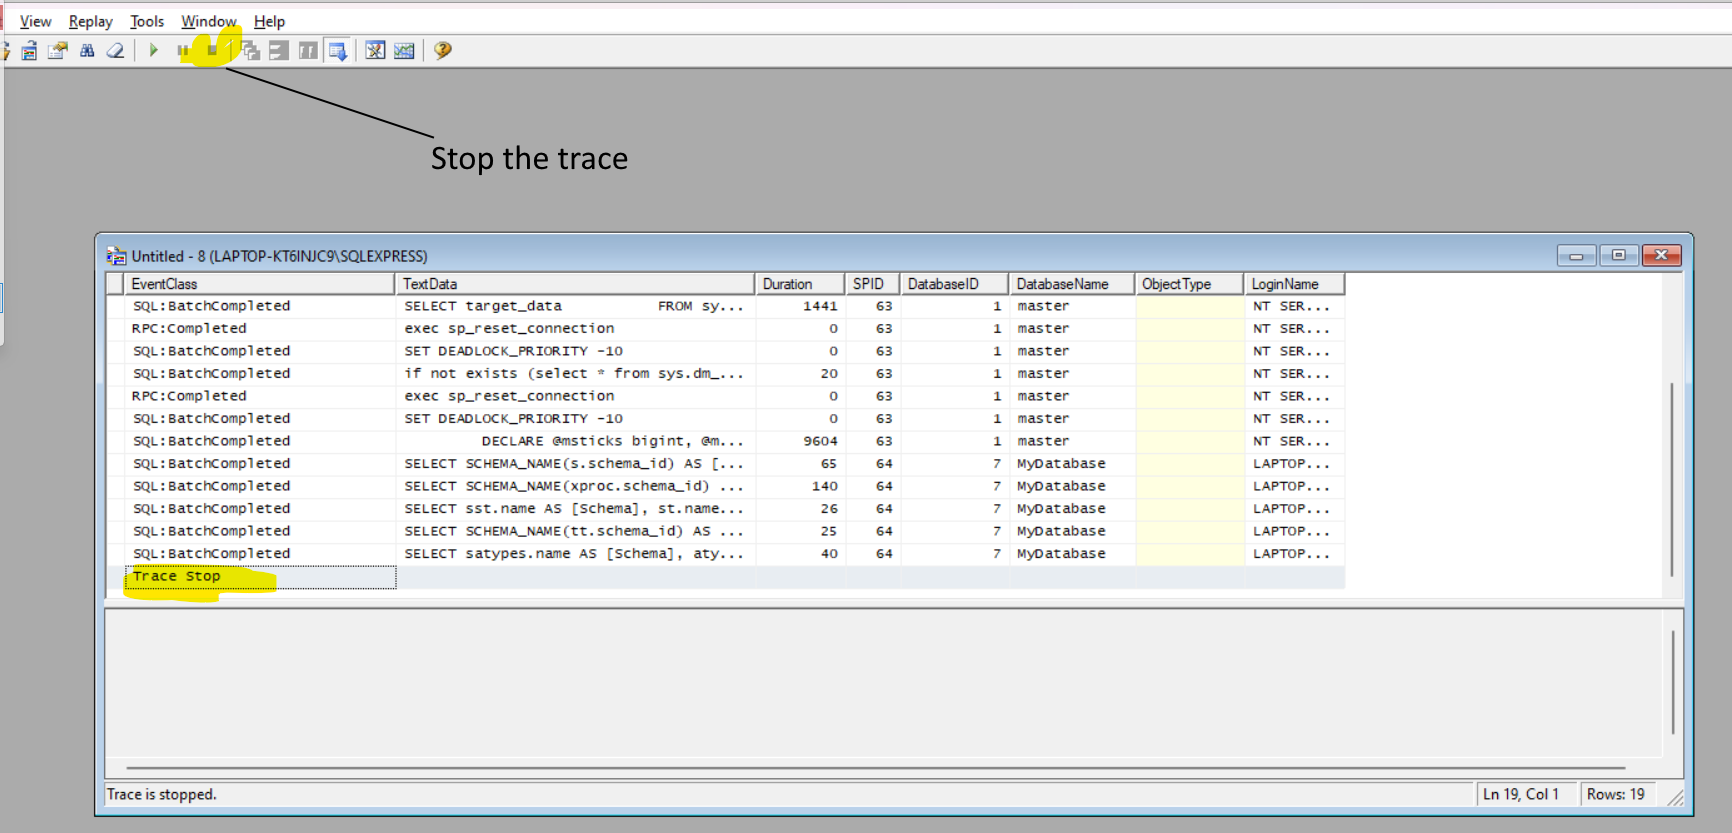 View Replay Tools Window Help
Stop the trace
Untitled - 8 (LAPTOP-KT6INJC9\SQLEXPRESS)
EventClass TextData Duration SPID DatabaseID DatabaseName ObjectType LoginName
SQL:BatchCompleted SELECT target_data FROM sy... 1441 63 1 master NT SER...
RPC:Completed exec sp_reset_connection 0 63 1 master NT SER...
SQL:BatchCompleted SET DEADLOCK_PRIORITY -10 0 63 1 master NT SER...
SQL:BatchCompleted if not exists (select * from sys.dm_... 20 63 1 master NT SER...
RPC:Completed exec sp_reset_connection 0 63 1 master NT SER...
SQL:BatchCompleted SET DEADLOCK_PRIORITY -10 0 63 1 master NT SER...
SQL:BatchCompleted DECLARE @msticks bigint, @m... 9604 63 1 master NT SER...
SQL:BatchCompleted SELECT SCHEMA_NAME(s.schema_id) AS [... 65 64 7 MyDatabase LAPTOP...
SQL:BatchCompleted SELECT SCHEMA_NAME(xproc.schema_id) ... 140 64 7 MyDatabase LAPTOP...
SQL:BatchCompleted SELECT sst.name AS [Schema], st.name... 26 64 7 MyDatabase LAPTOP...
SQL:BatchCompleted SELECT SCHEMA_NAME(tt.schema_id) AS ... 25 64 7 MyDatabase LAPTOP...
SQL:BatchCompleted SELECT satypes.name AS [Schema], aty... 40 64 7 MyDatabase LAPTOP...
Trace Stop
Trace is stopped. Ln 19, Col 1 Rows: 19